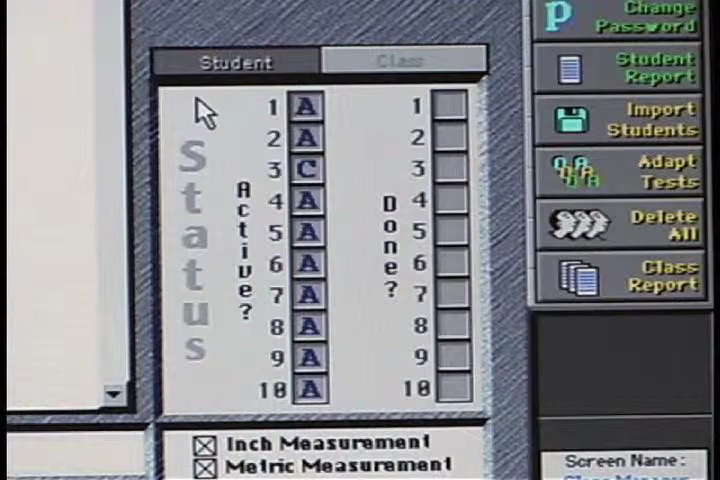 P Change
Password
Student
Report
Import
Students
Adapt
Tests
Delete
All
Class
Report
Student Class
Status
Active?
1 A
2 A
3 C
4 A
5 A
6 A
7 A
8 A
9 A
10 A
Done?
1
2
3
4
5
6
7
8
9
10
Inch Measurement
Metric Measurement
Screen Name: